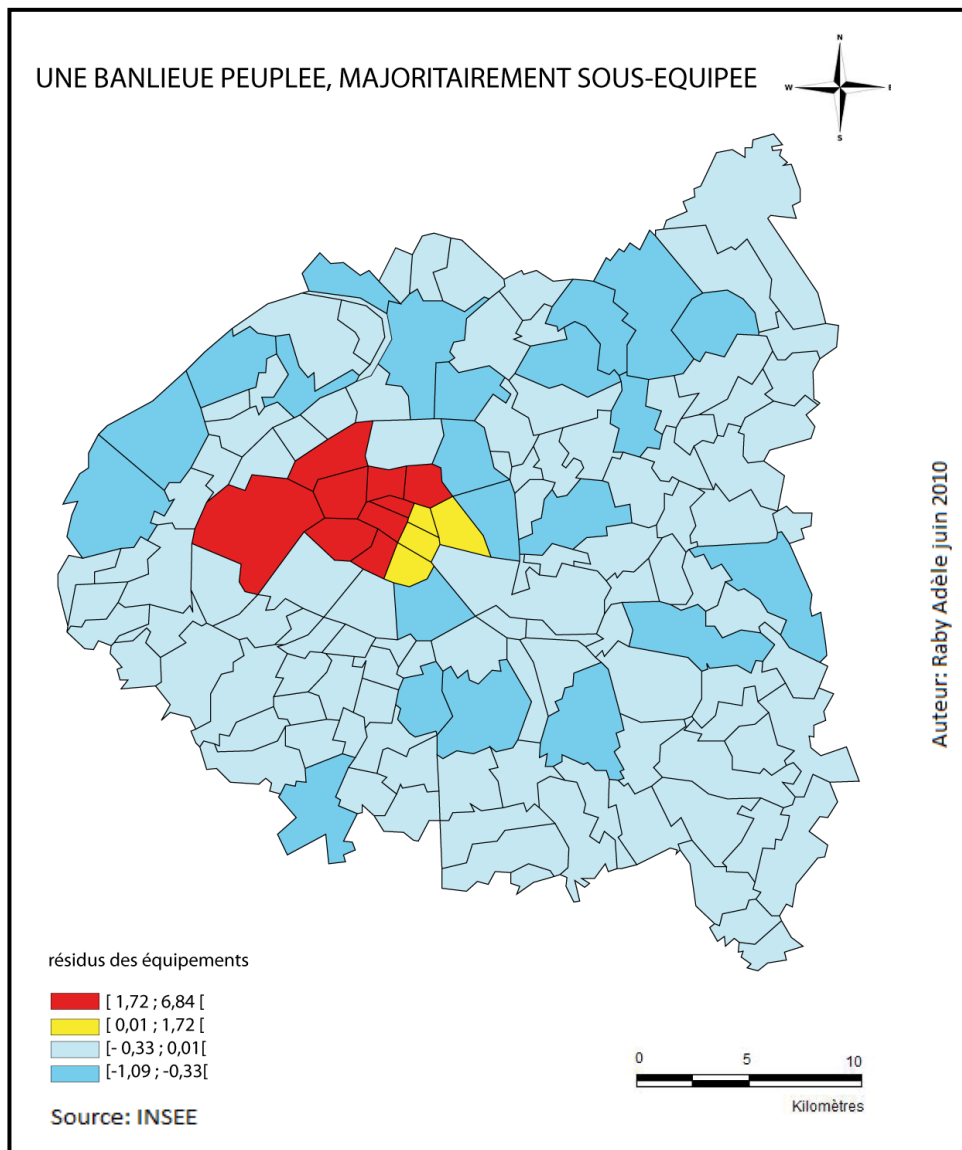 UNE BANLIEUE PEUPLEE, MAJORITAIREMENT SOUS-EQUIPEE
N
W
E
S
Auteur: Raby Adèle juin 2010
résidus des équipements
[ 1,72 ; 6,84 [
[ 0,01 ; 1,72 [
[- 0,33 ; 0,01[
[-1,09 ; -0,33[
Source: INSEE
0 5 10
Kilomètres